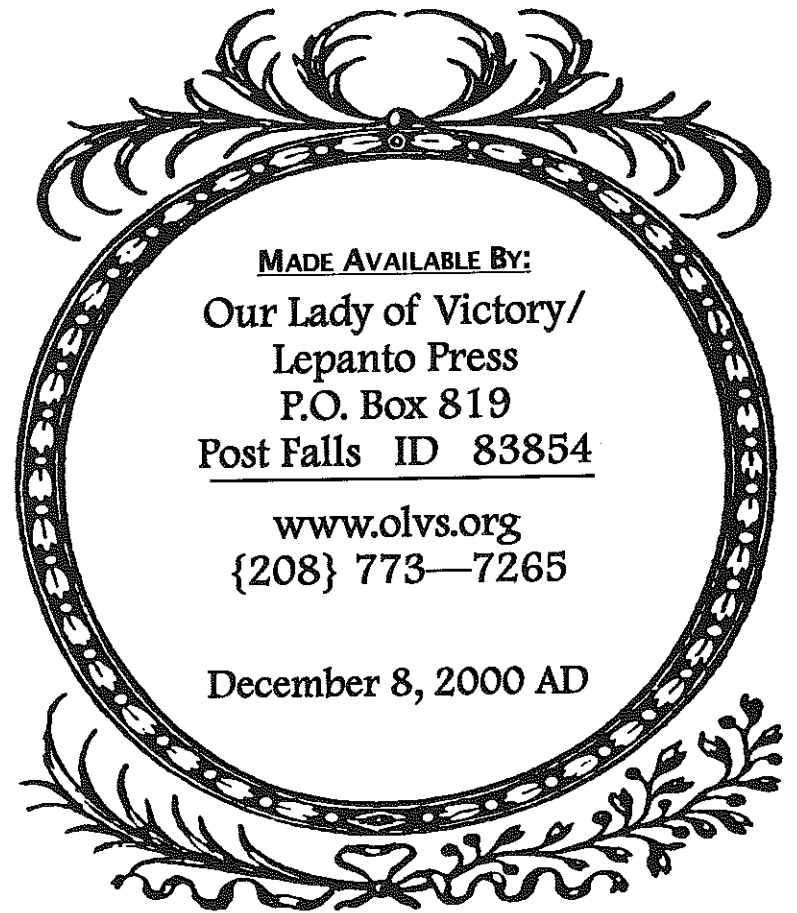 MADE AVAILABLE BY:
Our Lady of Victory/
Lepanto Press
P.O. Box 819
Post Falls ID 83854
www.olvs.org
{208} 773—7265
December 8, 2000 AD